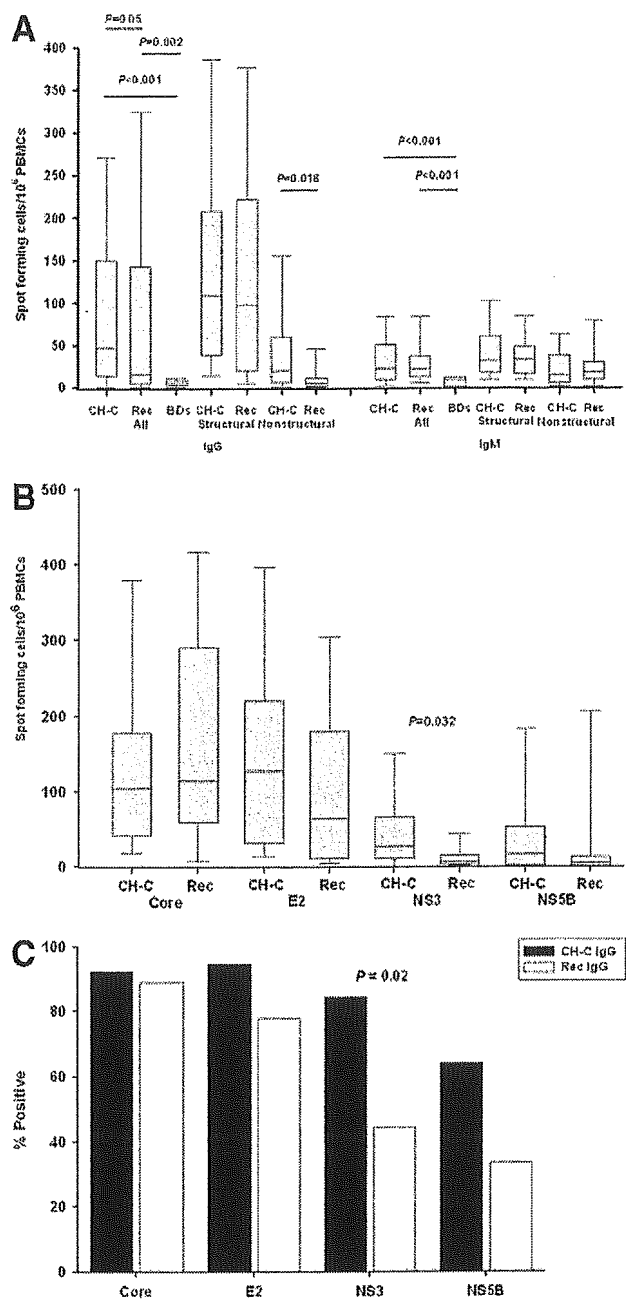 A
P=0.05
P=0.002
P<0.001
P=0.016
P<0.001
P<0.001
Spot forming cells/10⁶ PBMCs
400
350
300
250
200
150
100
50
0
CH-C Rec BDs CH-C Rec CH-C Rec CH-C Rec BDs CH-C Rec CH-C Rec
All Structural Nonstructural All Structural Nonstructural
IgG IgM
B
Spot forming cells/10⁶ PBMCs
500
400
300
200
100
0
P=0.032
CH-C Rec CH-C Rec CH-C Rec CH-C Rec
Core E2 NS3 NS5B
C
% Positive
100
80
60
40
20
0
P = 0.02
CH-C IgG
Rec IgG
Core E2 NS3 NS5B